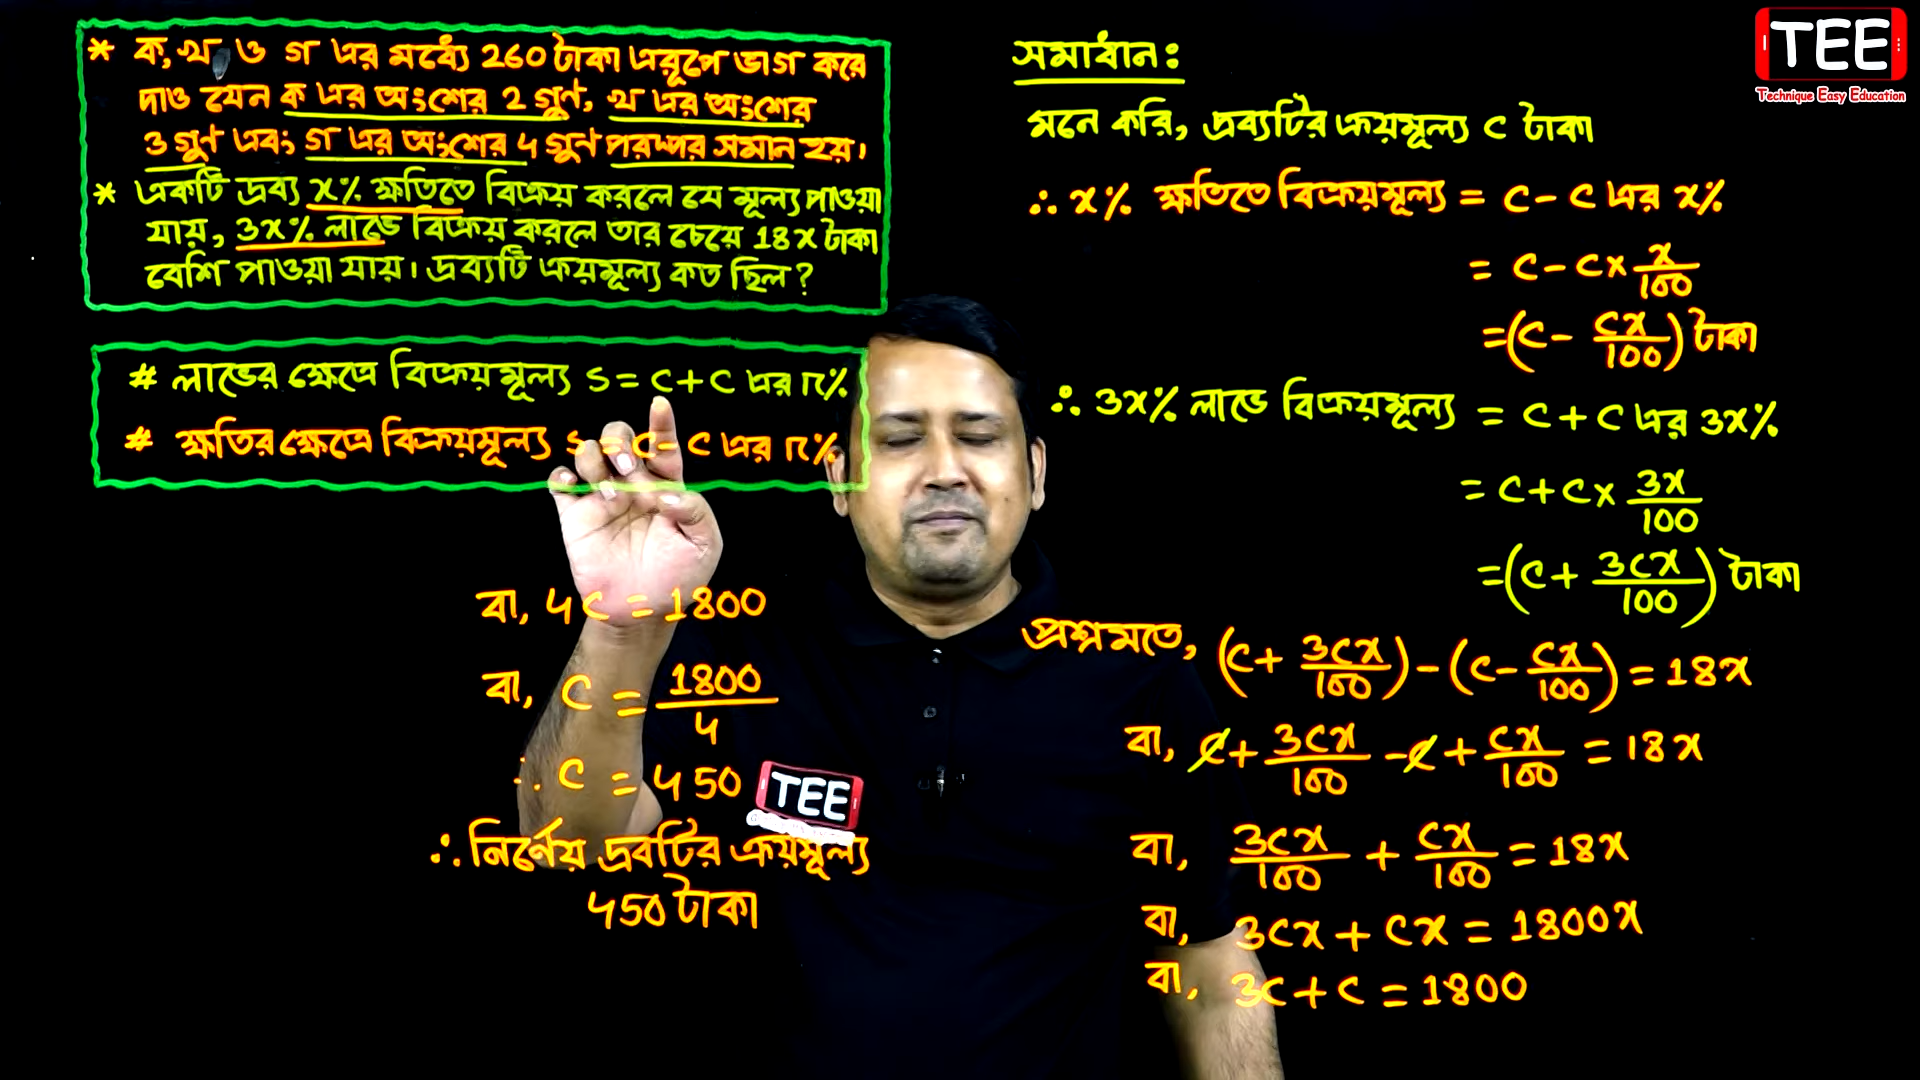 * ক, খ ও গ এর মধ্যে 260 টাকা এরূপে ভাগ করে
দাও যেন ক এর অংশের 2 গুণ, খ এর অংশের
3 গুণ এবং গ এর অংশের 4 গুণ পরস্পর সমান হয়।
* একটি দ্রব্য x% ক্ষতিতে বিক্রয় করলে যে মূল্য পাওয়া
যায়, 3x% লাভে বিক্রয় করলে তার চেয়ে 18x টাকা
বেশি পাওয়া যায়। দ্রব্যটি ক্রয়মূল্য কত ছিল?
# লাভের ক্ষেত্রে বিক্রয়মূল্য S = C + C এর r%
# ক্ষতির ক্ষেত্রে বিক্রয়মূল্য S = C - C এর r%
সমাধান:
মনে করি, দ্রব্যটির ক্রয়মূল্য C টাকা
∴ x% ক্ষতিতে বিক্রয়মূল্য = C - C এর x%
= C - C × x/100
= (C - Cx/100) টাকা
∴ 3x% লাভে বিক্রয়মূল্য = C + C এর 3x%
= C + C × 3x/100
= (C + 3Cx/100) টাকা
প্রশ্নমতে, (C + 3Cx/100) - (C - Cx/100) = 18x
বা, C + 3Cx/100 - C + Cx/100 = 18x
বা, 3Cx/100 + Cx/100 = 18x
বা, 3Cx + Cx = 1800x
বা, 3C + C = 1800
বা, 4C = 1800
বা, C = 1800/4
∴ C = 450
∴ নির্ণেয় দ্রবটির ক্রয়মূল্য
450 টাকা
TEE
Technique Easy Education
TEE